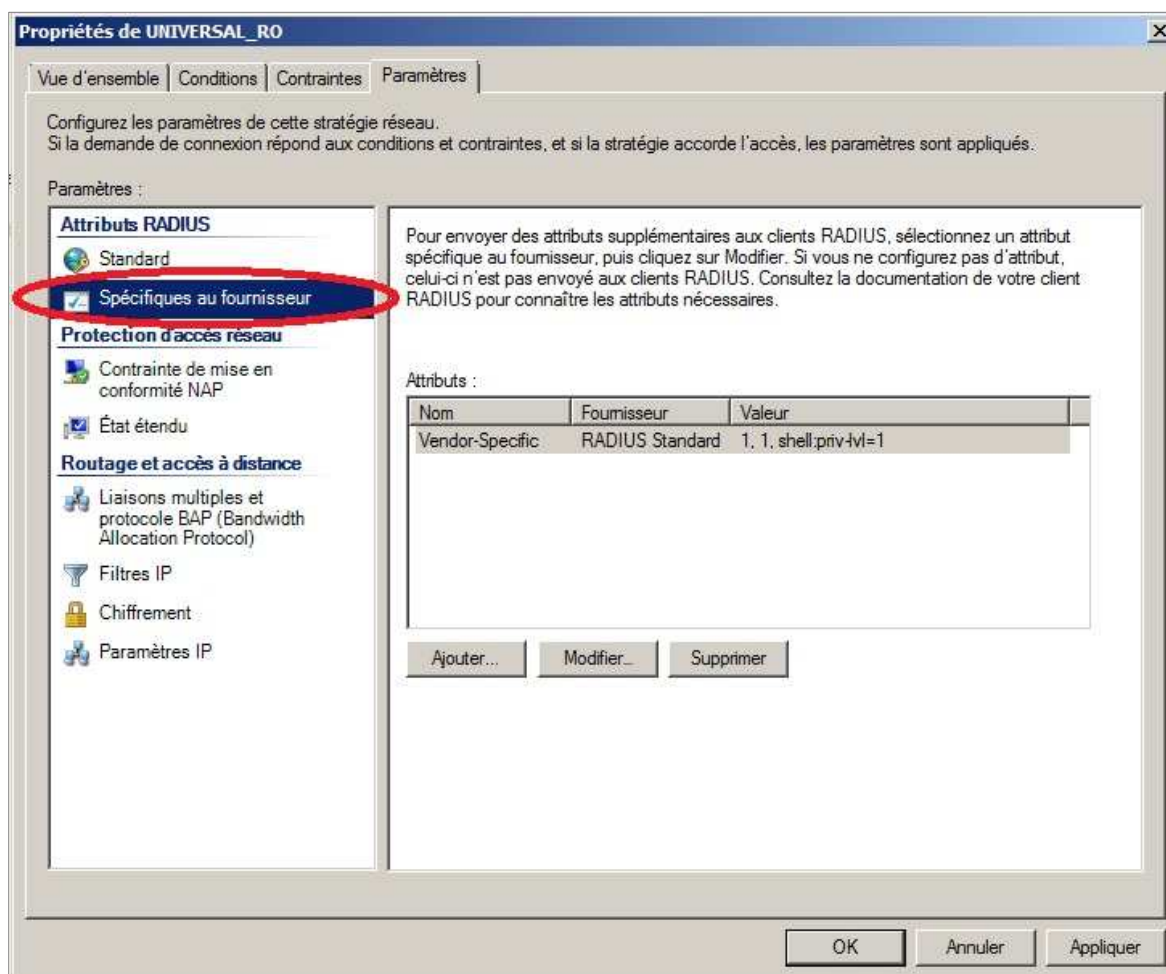 Propriétés de UNIVERSAL_RO
Vue d'ensemble Conditions Contraintes Paramètres
Configurez les paramètres de cette stratégie réseau.
Si la demande de connexion répond aux conditions et contraintes, et si la stratégie accorde l'accès, les paramètres sont appliqués.
Paramètres :
Attributs RADIUS
Standard
Spécifiques au fournisseur
Protection d'accès réseau
Contrainte de mise en
conformité NAP
État étendu
Routage et accès à distance
Liaisons multiples et
protocole BAP (Bandwidth
Allocation Protocol)
Filtres IP
Chiffrement
Paramètres IP
Pour envoyer des attributs supplémentaires aux clients RADIUS, sélectionnez un attribut
spécifique au fournisseur, puis cliquez sur Modifier. Si vous ne configurez pas d'attribut,
celui-ci n'est pas envoyé aux clients RADIUS. Consultez la documentation de votre client
RADIUS pour connaître les attributs nécessaires.
Attributs :
Nom Fournisseur Valeur
Vendor-Specific RADIUS Standard 1, 1, shell:priv-lvl=1
Ajouter... Modifier... Supprimer
OK Annuler Appliquer